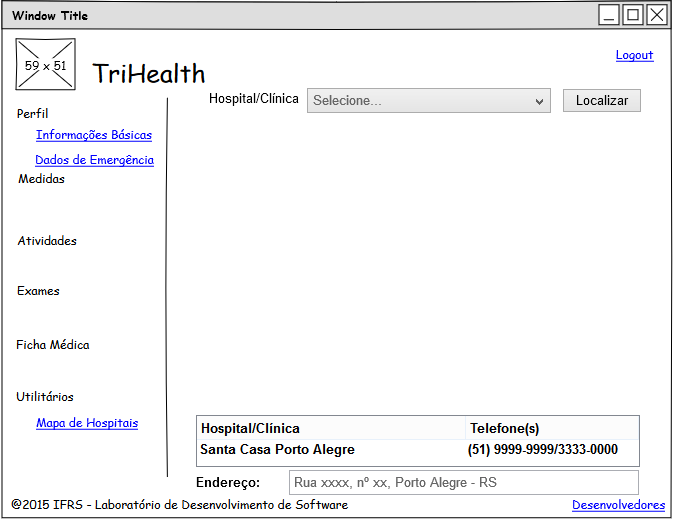 Window Title
59 x 51
TriHealth
Logout
Hospital/Clínica Selecione... Localizar
Perfil
Informações Básicas
Dados de Emergência
Medidas
Atividades
Exames
Ficha Médica
Utilitários
Mapa de Hospitais
Hospital/Clínica Telefone(s)
Santa Casa Porto Alegre (51) 9999-9999/3333-0000
Endereço: Rua xxxx, nº xx, Porto Alegre - RS
@2015 IFRS - Laboratório de Desenvolvimento de Software Desenvolvedores